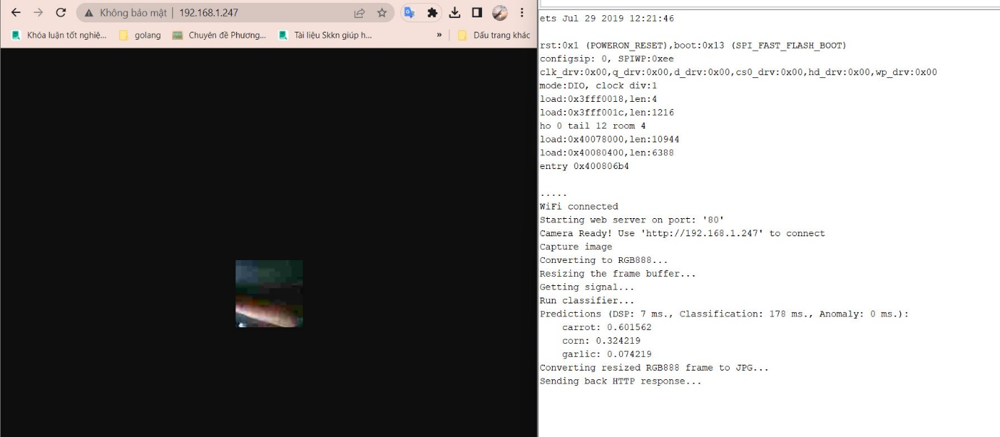 Không bảo mật | 192.168.1.247
Khóa luận tốt nghiệ... golang Chuyên đề Phương... Tài liệu Skkn giúp h... » Dấu trang khác
ets Jul 29 2019 12:21:46
rst:0x1 (POWERON_RESET),boot:0x13 (SPI_FAST_FLASH_BOOT)
configsip: 0, SPIWP:0xee
clk_drv:0x00,q_drv:0x00,d_drv:0x00,cs0_drv:0x00,hd_drv:0x00,wp_drv:0x00
mode:DIO, clock div:1
load:0x3fff0018,len:4
load:0x3fff001c,len:1216
ho 0 tail 12 room 4
load:0x40078000,len:10944
load:0x40080400,len:6388
entry 0x400806b4
.....
WiFi connected
Starting web server on port: '80'
Camera Ready! Use 'http://192.168.1.247' to connect
Capture image
Converting to RGB888...
Resizing the frame buffer...
Getting signal...
Run classifier...
Predictions (DSP: 7 ms., Classification: 178 ms., Anomaly: 0 ms.):
carrot: 0.601562
corn: 0.324219
garlic: 0.074219
Converting resized RGB888 frame to JPG...
Sending back HTTP response...